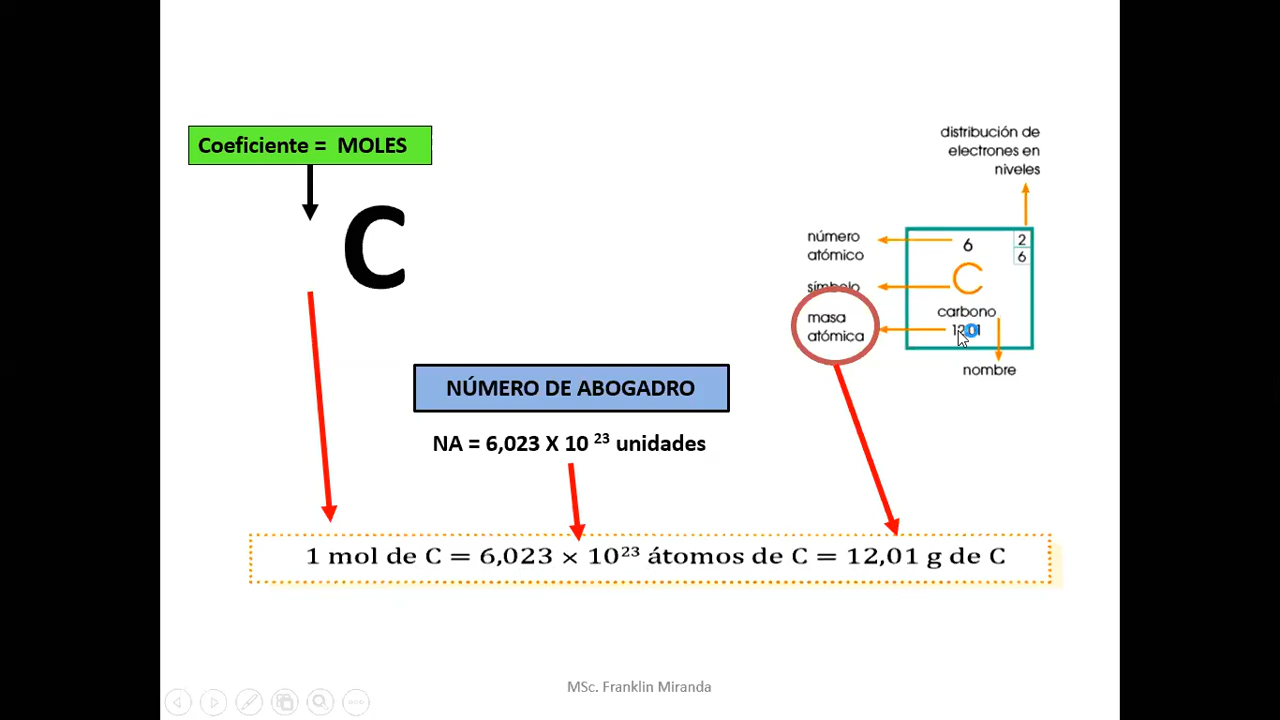 Coeficiente = MOLES
C
distribución de
electrones en
niveles
número
atómico
6
2
6
símbolo
C
masa
atómica
carbono
nombre
NÚMERO DE ABOGADRO
NA = 6,023 X 10 23 unidades
1 mol de C = 6,023 × 10²³ átomos de C = 12,01 g de C
MSc. Franklin Miranda